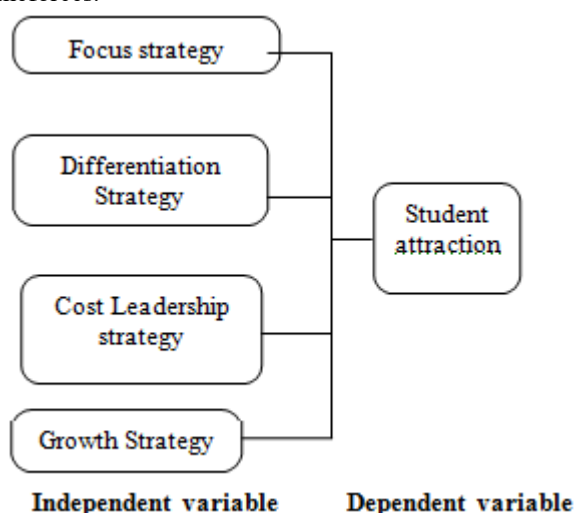 Focus strategy
Differentiation
Strategy
Student
attraction
Cost Leadership
strategy
Growth Strategy
Independent variable
Dependent variable